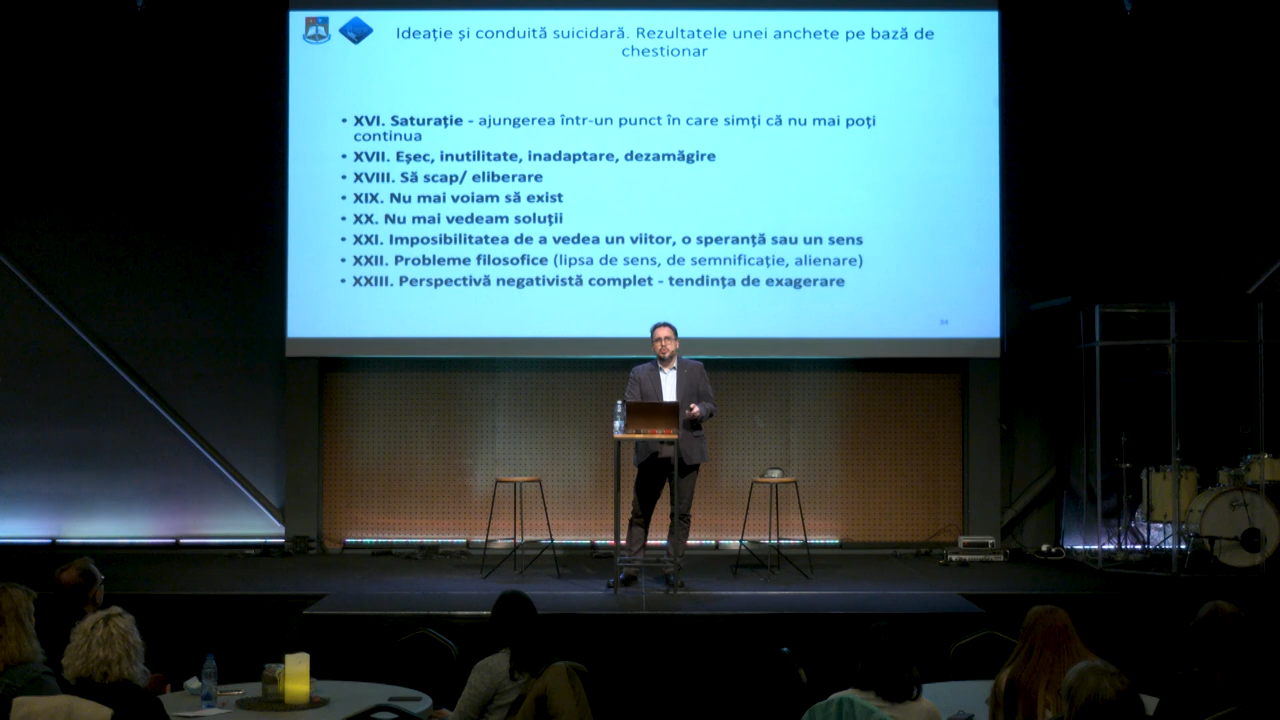 Ideație și conduită suicidară. Rezultatele unei anchete pe bază de
chestionar
• XVI. Saturație - ajungerea într-un punct în care simți că nu mai poți
continua
• XVII. Eșec, inutilitate, inadaptare, dezamăgire
• XVIII. Să scap/ eliberare
• XIX. Nu mai voiam să exist
• XX. Nu mai vedeam soluții
• XXI. Imposibilitatea de a vedea un viitor, o speranță sau un sens
• XXII. Probleme filosofice (lipsa de sens, de semnificație, alienare)
• XXIII. Perspectivă negativistă complet - tendința de exagerare